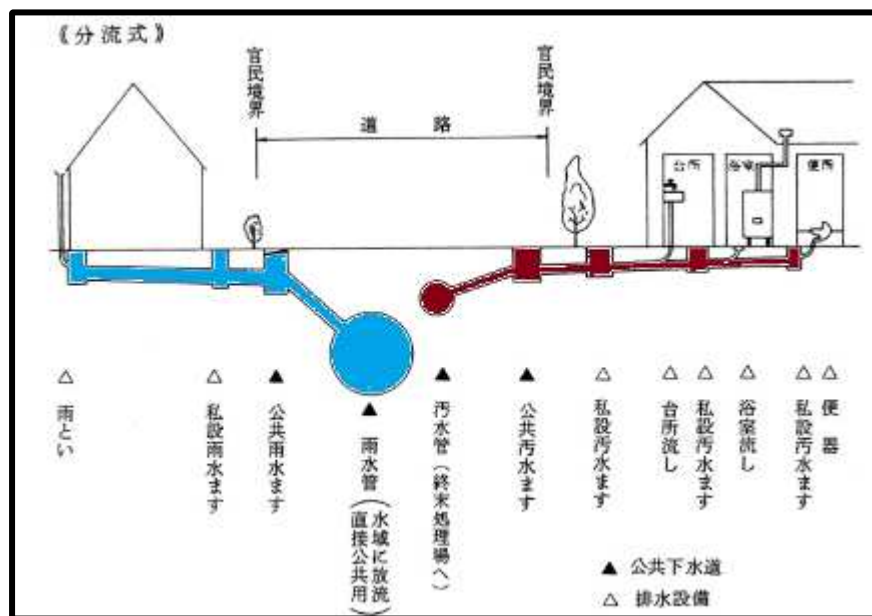 《分流式》
官民境界
道路
官民境界
台所
浴室
便所
△ 雨とい
△ 私設雨水ます
▲ 公共雨水ます
▲ 雨水管(直接公共用水域に放流)
▲ 汚水管(終末処理場へ)
▲ 公共汚水ます
△ 私設汚水ます
△ 台所流し
△ 私設汚水ます
△ 浴室流し
△ 私設汚水ます
△ 便器
▲ 公共下水道
△ 排水設備